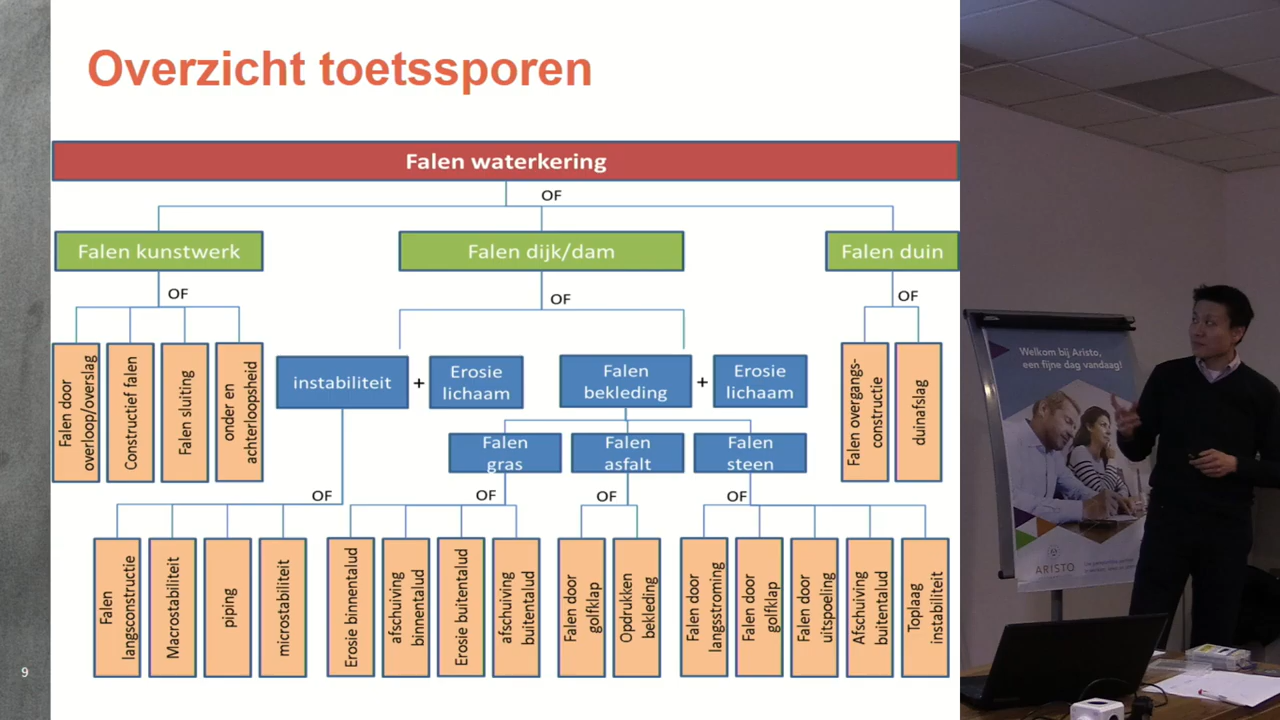 Overzicht toetssporen
Falen waterkering
OF
Falen kunstwerk
Falen dijk/dam
Falen duin
OF
OF
OF
Falen door
overloop/overslag
Constructief falen
Falen sluiting
onder en
achterloopsheid
instabiliteit
+
Erosie
lichaam
Falen
bekleding
+
Erosie
lichaam
Falen overgangs-
constructie
duinafslag
Falen
gras
Falen
asfalt
Falen
steen
OF
OF
OF
OF
Falen
langsconstructie
Macrostabiliteit
piping
microstabiliteit
Erosie binnentalud
afschuiving
binnentalud
Erosie buitentalud
afschuiving
buitentalud
Falen door
golfklap
Opdrukken
bekleding
Falen door
langsstroming
Falen door
golfklap
Falen door
uitspoeling
Afschuiving
buitentalud
Toplaag
instabiliteit
9
Welkom bij Aristo,
een fijne dag vandaag!
ARISTO